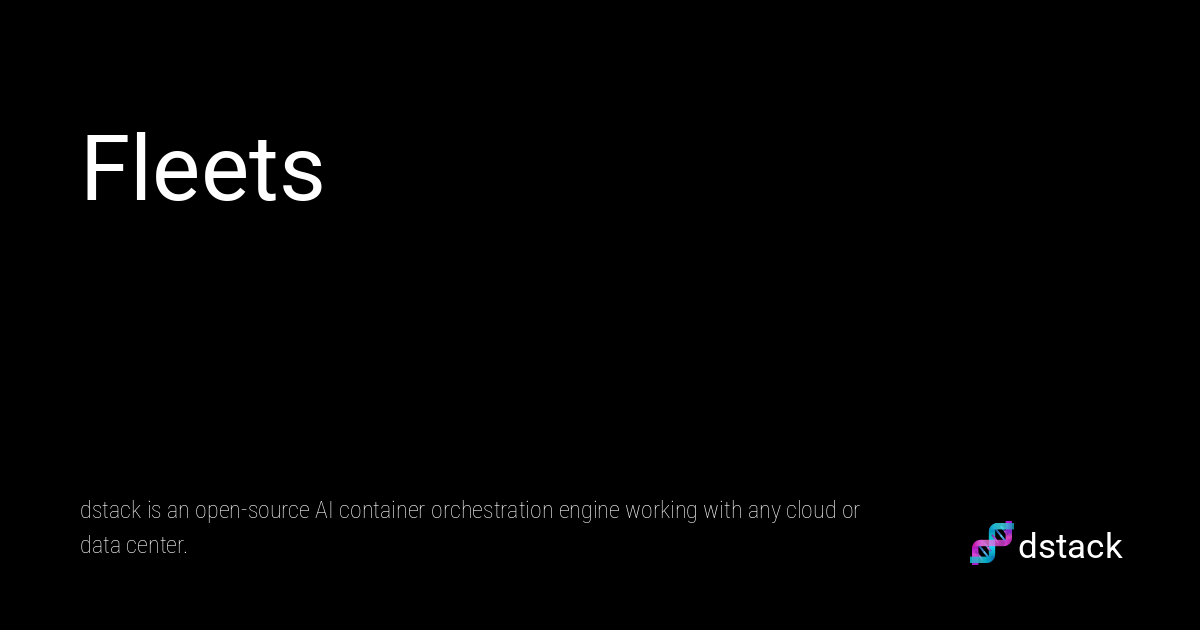 Fleets
dstack is an open-source AI container orchestration engine working with any cloud or
data center.
dstack